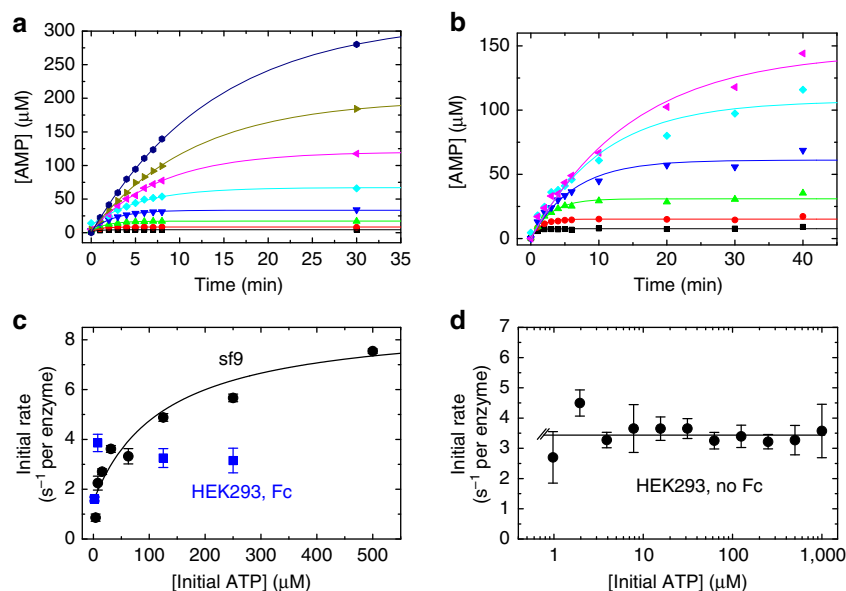 a
b
300
250
200
150
100
50
0
[AMP] (μM)
0 5 10 15 20 25 30 35
Time (min)
150
100
50
0
[AMP] (μM)
0 10 20 30 40
Time (min)
c
d
8
6
4
2
0
Initial rate
(s⁻¹ per enzyme)
sf9
HEK293, Fc
0 100 200 300 400 500
[Initial ATP] (μM)
7
6
5
4
3
2
1
0
Initial rate
(s⁻¹ per enzyme)
HEK293, no Fc
1 10 100 1,000
[Initial ATP] (μM)